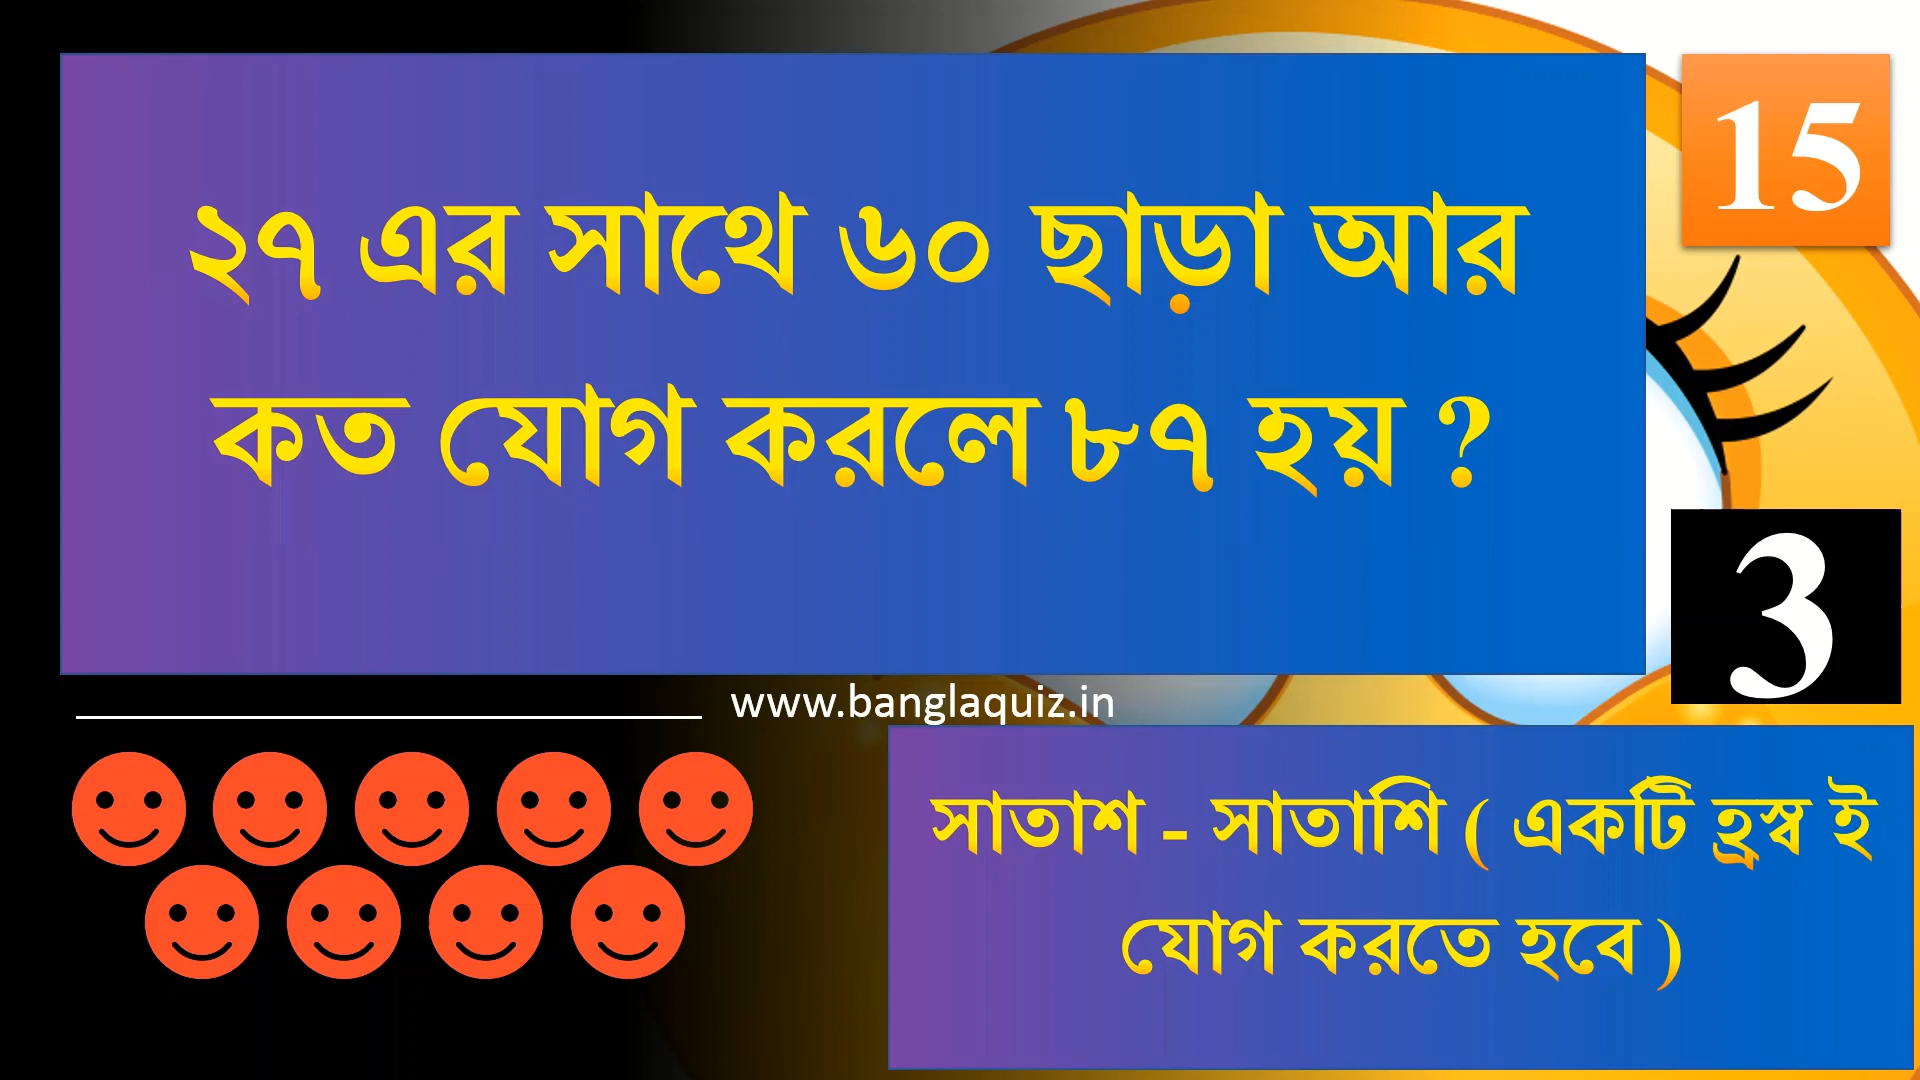 ২৭ এর সাথে ৬০ ছাড়া আর
কত যোগ করলে ৮৭ হয় ?
15
3
www.banglaquiz.in
সাতাশ - সাতাশি ( একটি হ্রস্ব ই
যোগ করতে হবে )